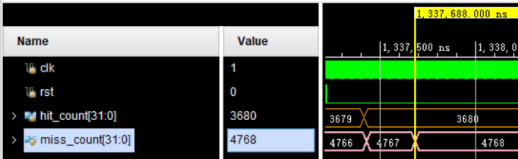 1,337,688.000 ns
Name Value
1,337,500 ns 1,338,0
clk 1
rst 0
hit_count[31:0] 3680 3679 3680
miss_count[31:0] 4768 4766 4767 4768